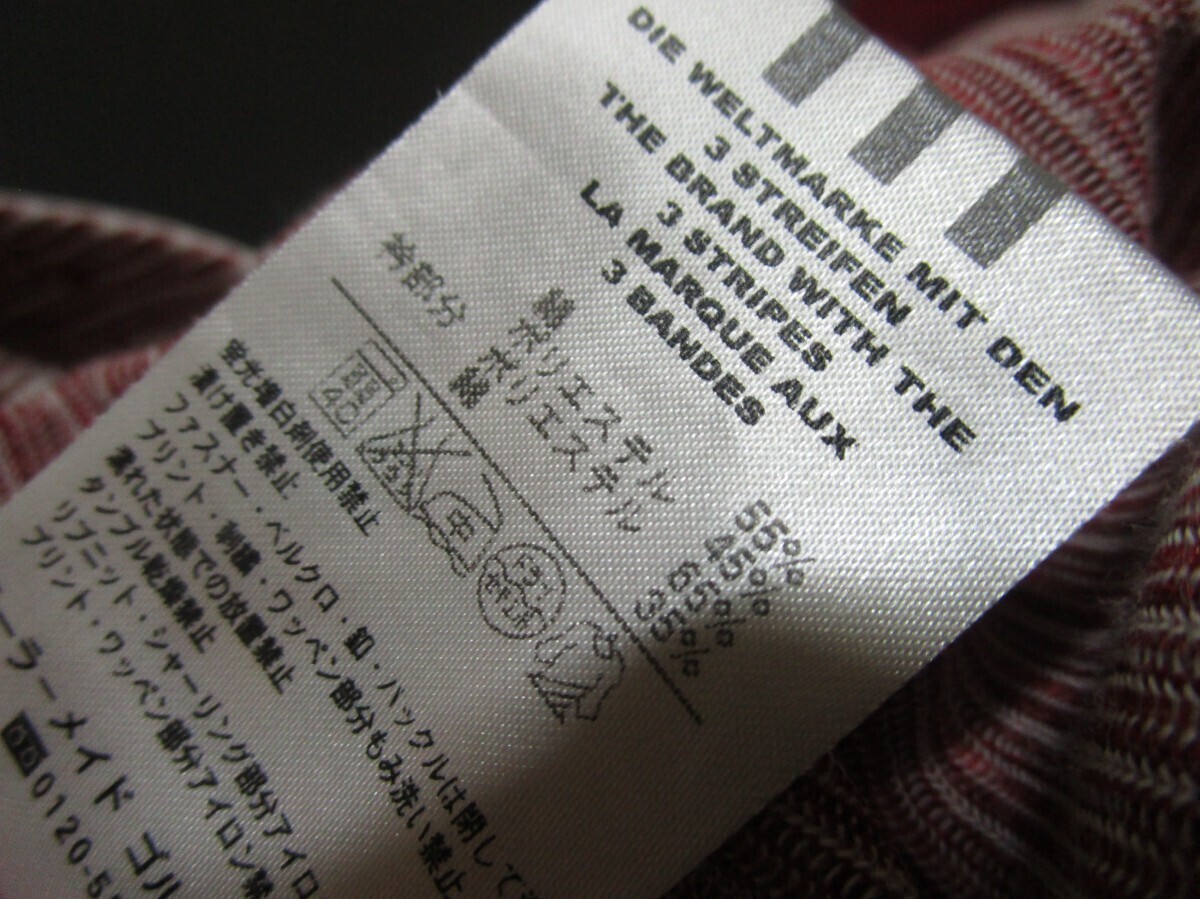 DIE WELTMARKE MIT DEN
3 STREIFEN
THE BRAND WITH THE
3 STRIPES
LA MARQUE AUX
3 BANDES
綿 55%
ポリエステル 45%
衿部分 ポリエステル 65%
綿 35%
40
蛍光増白剤使用禁止
漬け置き禁止
ファスナー・ベルクロ・釦・バックルは閉じて
プリント・刺繍・ワッペン部分もみ洗い禁止
濡れた状態での放置禁止
タンブル乾燥禁止
リブニット・シャーリング部分アイロ
プリント・ワッペン部分アイロン禁
ーラーメイド ゴル
0120-5